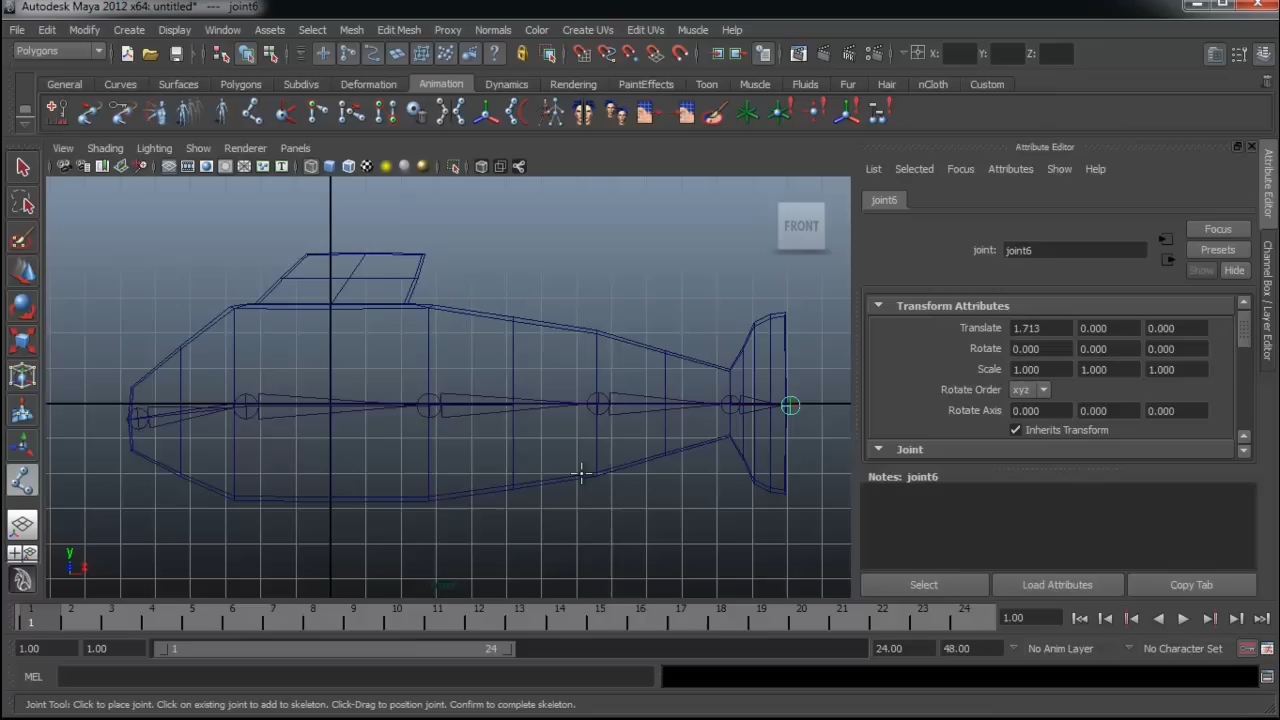 Autodesk Maya 2012 x64: untitled* --- joint6
File Edit Modify Create Display Window Assets Select Mesh Edit Mesh Proxy Normals Color Create UVs Edit UVs Muscle Help
Polygons X: Y: Z:
General Curves Surfaces Polygons Subdivs Deformation Animation Dynamics Rendering PaintEffects Toon Muscle Fluids Fur Hair nCloth Custom
View Shading Lighting Show Renderer Panels
Attribute Editor
List Selected Focus Attributes Show Help
joint6
FRONT
Focus
joint: joint6 Presets
Show Hide
Transform Attributes
Translate 1.713 0.000 0.000
Rotate 0.000 0.000 0.000
Scale 1.000 1.000 1.000
Rotate Order xyz
Rotate Axis 0.000 0.000 0.000
Inherits Transform
Joint
Notes: joint6
Select Load Attributes Copy Tab
Attribute Editor
Channel Box / Layer Editor
y
1 2 3 4 5 6 7 8 9 10 11 12 13 14 15 16 17 18 19 20 21 22 23 24
1 1.00
1.00 1.00 1 24 24.00 48.00 No Anim Layer No Character Set
MEL
Joint Tool: Click to place joint. Click on existing joint to add to skeleton. Click-Drag to position joint. Confirm to complete skeleton.